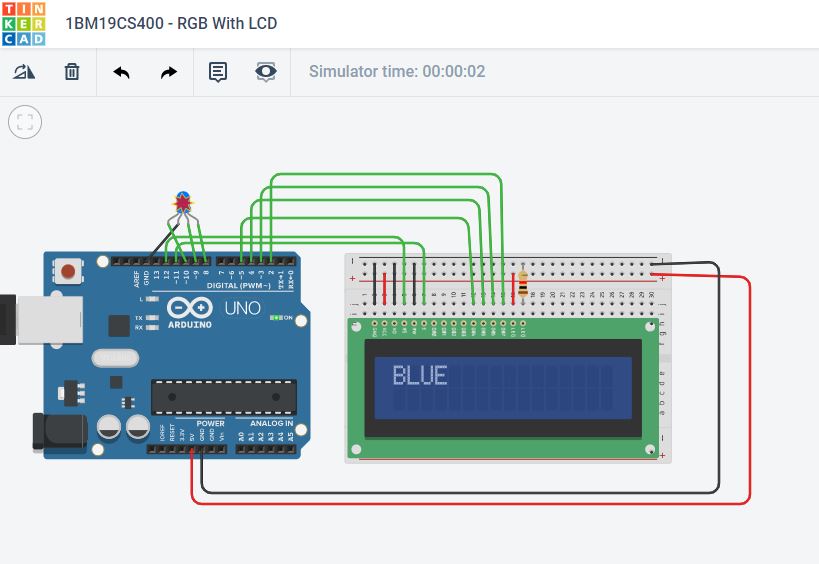 TIN
KER
CAD
1BM19CS400 - RGB With LCD
Simulator time: 00:00:02
AREF
GND
13
12
~11
~10
~9
8
7
~6
~5
4
~3
2
TX→1
RX←0
DIGITAL (PWM~)
L
TX
RX
UNO
ARDUINO
ON
POWER
ANALOG IN
IOREF
RESET
3.3V
5V
GND
GND
Vin
A0
A1
A2
A3
A4
A5
BLUE